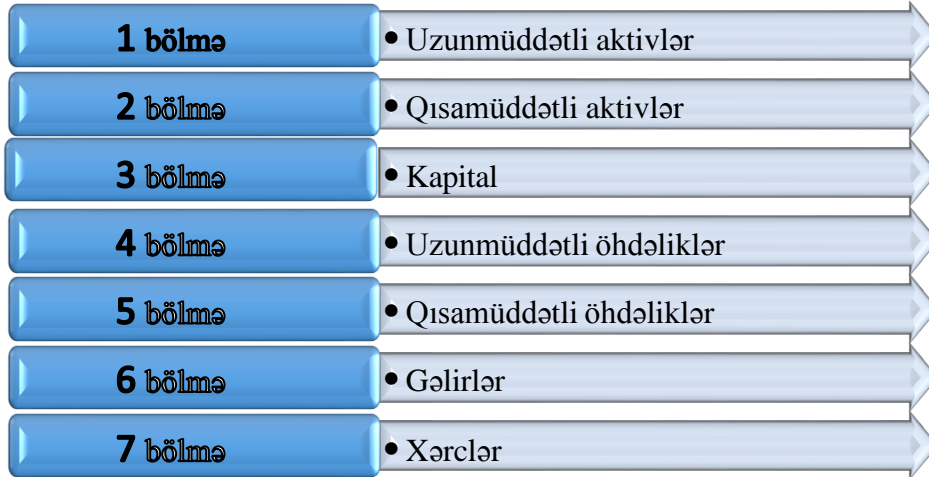 1 bölmə • Uzunmüddətli aktivlər
2 bölmə • Qısamüddətli aktivlər
3 bölmə • Kapital
4 bölmə • Uzunmüddətli öhdəliklər
5 bölmə • Qısamüddətli öhdəliklər
6 bölmə • Gəlirlər
7 bölmə • Xərclər